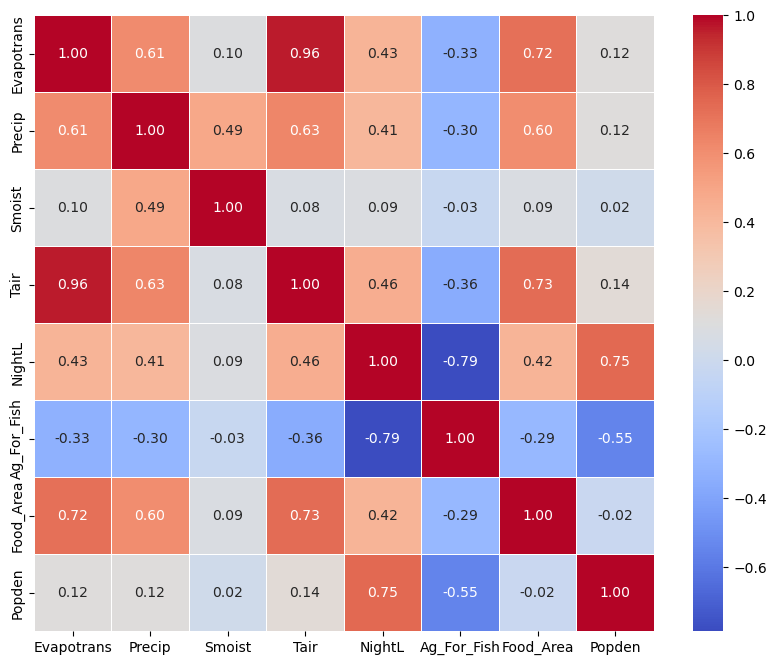 Evapotrans 1.00 0.61 0.10 0.96 0.43 -0.33 0.72 0.12
Precip 0.61 1.00 0.49 0.63 0.41 -0.30 0.60 0.12
Smoist 0.10 0.49 1.00 0.08 0.09 -0.03 0.09 0.02
Tair 0.96 0.63 0.08 1.00 0.46 -0.36 0.73 0.14
NightL 0.43 0.41 0.09 0.46 1.00 -0.79 0.42 0.75
Ag_For_Fish -0.33 -0.30 -0.03 -0.36 -0.79 1.00 -0.29 -0.55
Food_Area 0.72 0.60 0.09 0.73 0.42 -0.29 1.00 -0.02
Popden 0.12 0.12 0.02 0.14 0.75 -0.55 -0.02 1.00
Evapotrans Precip Smoist Tair NightL Ag_For_Fish Food_Area Popden
1.0
0.8
0.6
0.4
0.2
0.0
−0.2
−0.4
−0.6